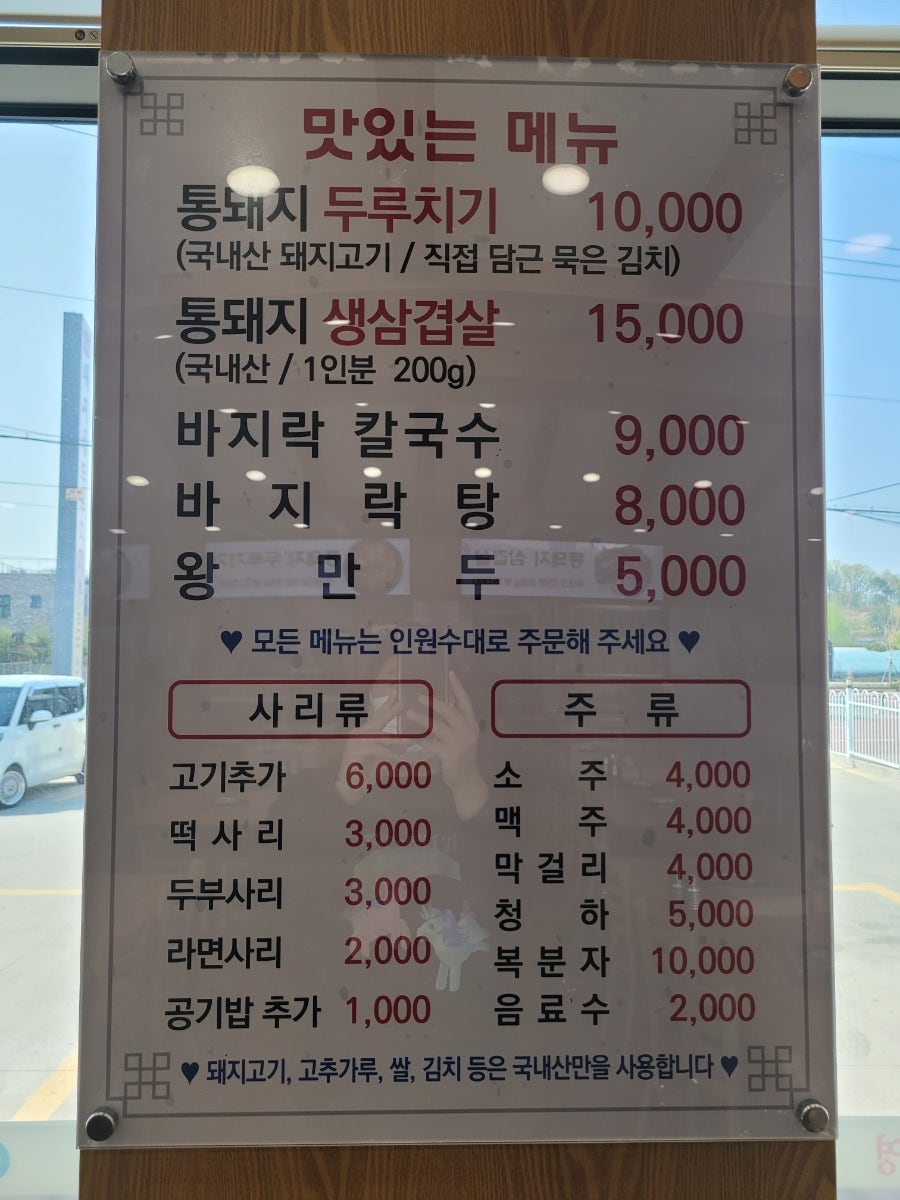 맛있는 메뉴
통돼지 두루치기 10,000
(국내산 돼지고기 / 직접 담근 묵은 김치)
통돼지 생삼겹살 15,000
(국내산 / 1인분 200g)
바지락 칼국수 9,000
바지락탕 8,000
왕만두 5,000
♥ 모든 메뉴는 인원수대로 주문해 주세요 ♥
사리류
고기추가 6,000
떡사리 3,000
두부사리 3,000
라면사리 2,000
공기밥 추가 1,000
주류
소주 4,000
맥주 4,000
막걸리 4,000
청하 5,000
복분자 10,000
음료수 2,000
♥ 돼지고기, 고추가루, 쌀, 김치 등은 국내산만을 사용합니다 ♥